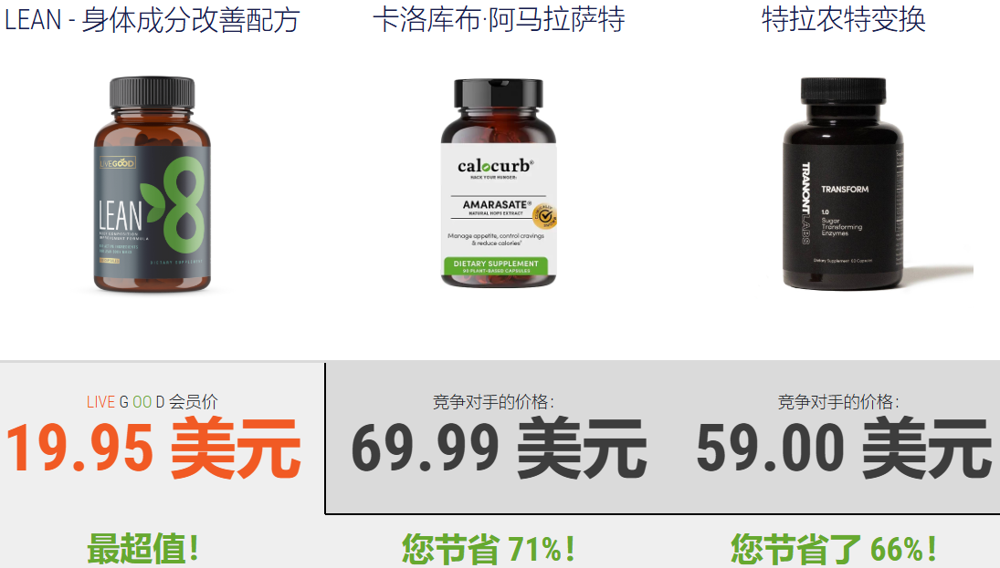 LEAN - 身体成分改善配方
卡洛库布·阿马拉萨特
特拉农特变换
LIVEGOOD
LEAN
8
BODY COMPOSITION
DIETARY SUPPLEMENT
calocurb®
HACK YOUR HUNGER.
AMARASATE®
NATURAL HOPS EXTRACT
Manage appetite, control cravings
& reduce calories
DIETARY SUPPLEMENT
90 PLANT-BASED CAPSULES
TRANONT LABS
TRANSFORM
1.0
Sugar
Transforming
Enzymes
Dietary Supplement
LIVE G OO D 会员价
19.95 美元
竞争对手的价格：
69.99 美元
竞争对手的价格：
59.00 美元
最超值！
您节省 71%！
您节省了 66%！